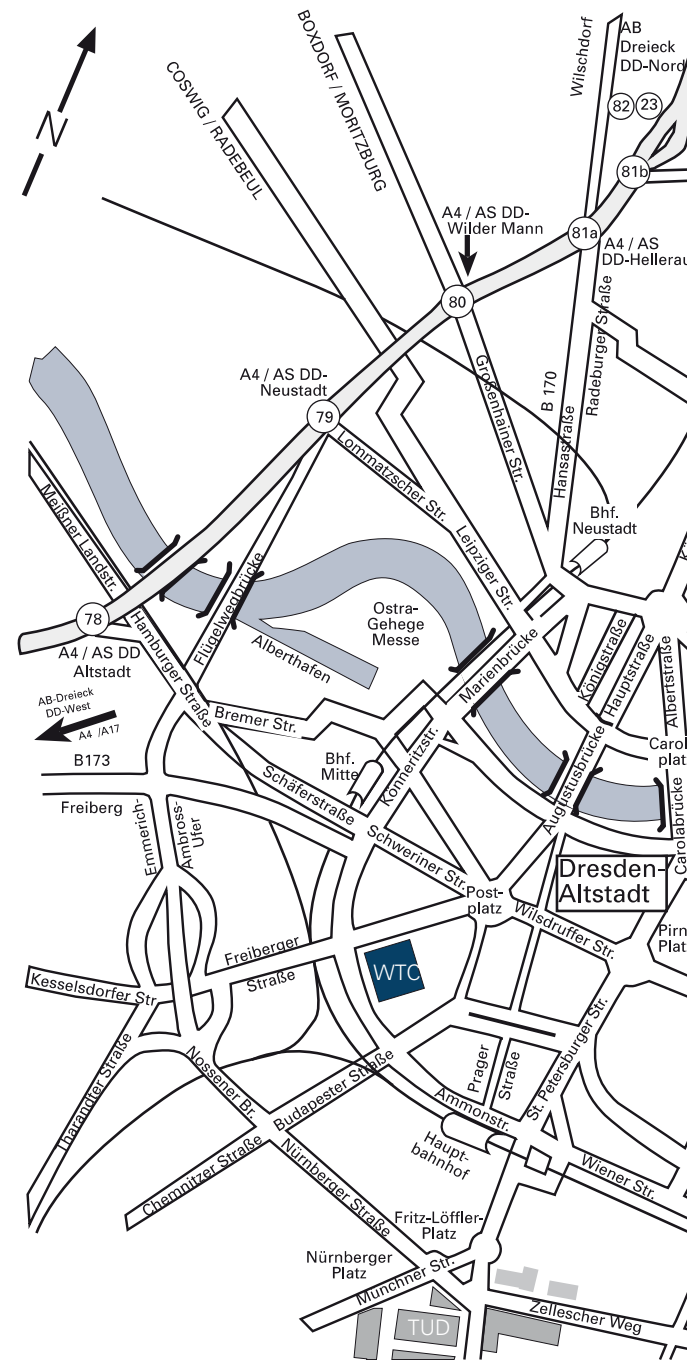 N
COSWIG / RADEBEUL
BOXDORF / MORITZBURG
Wilschdorf
AB
Dreieck
DD-Nord
82
23
81b
81a
A4 / AS DD-
Wilder Mann
A4 / AS
DD-Hellerau
80
A4 / AS DD-
Neustadt
79
Großenhainer Str.
B 170
Hansastraße
Radeburger Straße
Lommatzscher Str.
Leipziger Str.
Bhf.
Neustadt
Meißner Landstr.
78
A4 / AS DD
Altstadt
Hamburger Straße
Flügelwegbrücke
Alberthafen
Ostra-
Gehege
Messe
Marienbrücke
Königstraße
Hauptstraße
Albertstraße
AB-Dreieck
DD-West
A4 /A17
B173
Freiberg
Bremer Str.
Bhf.
Mitte
Könneritzstr.
Schäferstraße
Augustusbrücke
Carola
platz
Carolabrücke
Emmerich-
Ambross-
Ufer
Schweriner Str.
Post-
platz
Dresden-
Altstadt
Wilsdruffer Str.
Pirn
Platz
Freiberger
Straße
WTC
Kesselsdorfer Str.
Tharandter Straße
Nossener Br.
Budapester Straße
Chemnitzer Straße
Nürnberger Straße
Prager
Straße
St. Petersburger Str.
Ammonstr.
Haupt-
bahnhof
Wiener Str.
Fritz-Löffler-
Platz
Nürnberger
Platz
Munchner Str.
TUD
Zellescher Weg